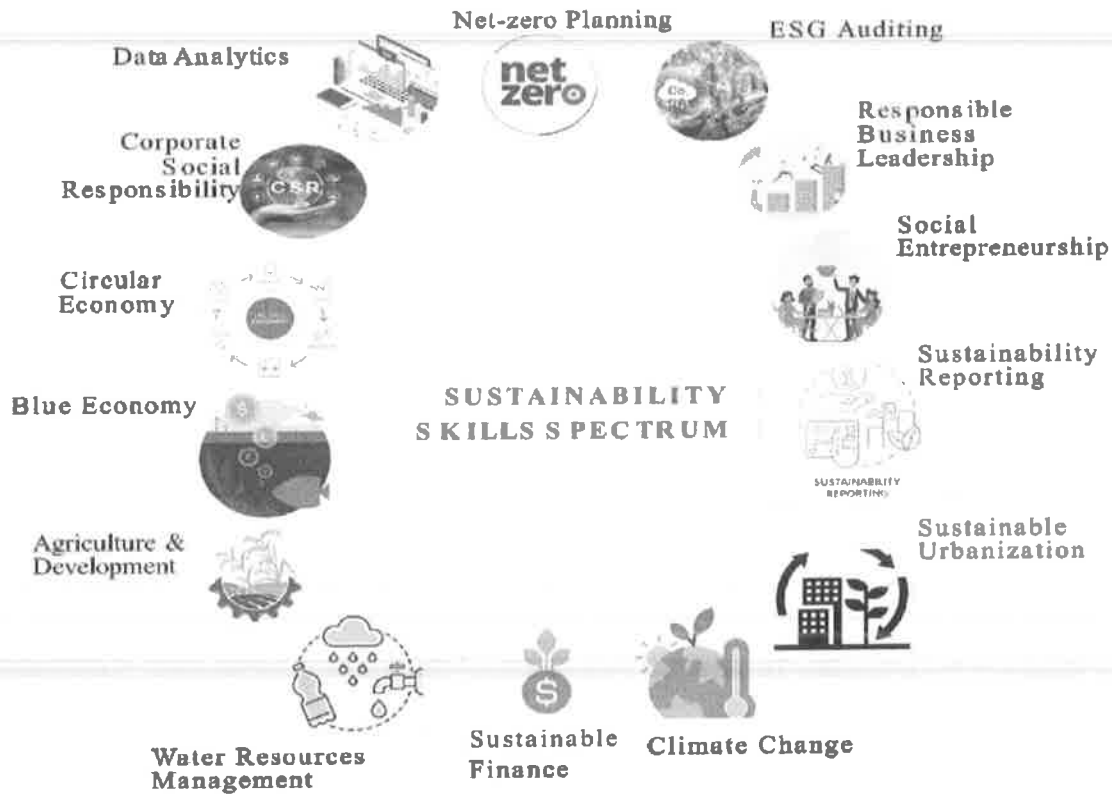 Net-zero Planning
ESG Auditing
Data Analytics
net
zero
Responsible
Business
Leadership
Corporate
Social
Responsibility
CSR
Social
Entrepreneurship
Circular
Economy
Sustainability
Reporting
Blue Economy
SUSTAINABILITY
SKILLS SPECTRUM
SUSTAINABILITY
REPORTING
Agriculture &
Development
Sustainable
Urbanization
Water Resources
Management
Sustainable
Finance
Climate Change